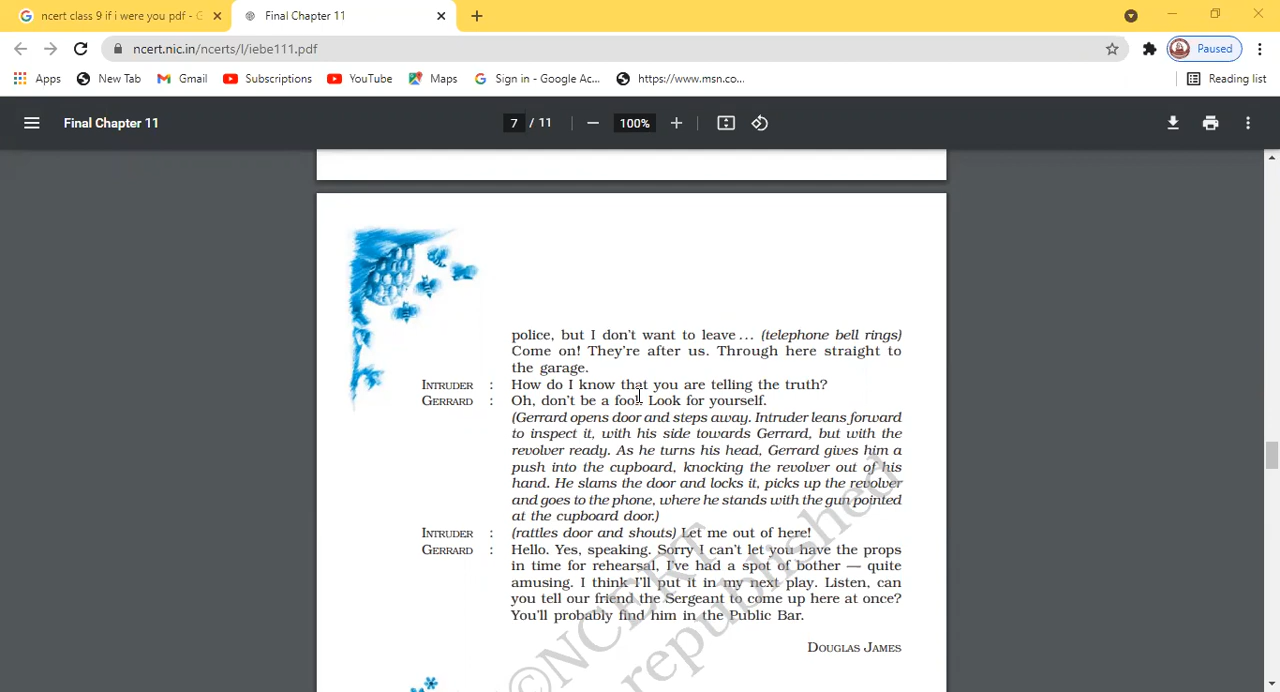 ncert class 9 if i were you pdf - G
Final Chapter 11
ncert.nic.in/ncerts/l/iebe111.pdf
Paused
Apps
New Tab
Gmail
Subscriptions
YouTube
Maps
Sign in - Google Ac...
https://www.msn.co...
Reading list
Final Chapter 11
7 / 11
100%
police, but I don't want to leave ... (telephone bell rings)
Come on! They're after us. Through here straight to
the garage.
INTRUDER : How do I know that you are telling the truth?
GERRARD : Oh, don't be a fool. Look for yourself.
(Gerrard opens door and steps away. Intruder leans forward
to inspect it, with his side towards Gerrard, but with the
revolver ready. As he turns his head, Gerrard gives him a
push into the cupboard, knocking the revolver out of his
hand. He slams the door and locks it, picks up the revolver
and goes to the phone, where he stands with the gun pointed
at the cupboard door.)
INTRUDER : (rattles door and shouts) Let me out of here!
GERRARD : Hello. Yes, speaking. Sorry I can't let you have the props
in time for rehearsal, I've had a spot of bother — quite
amusing. I think I'll put it in my next play. Listen, can
you tell our friend the Sergeant to come up here at once?
You'll probably find him in the Public Bar.
DOUGLAS JAMES
©NCERT
republished